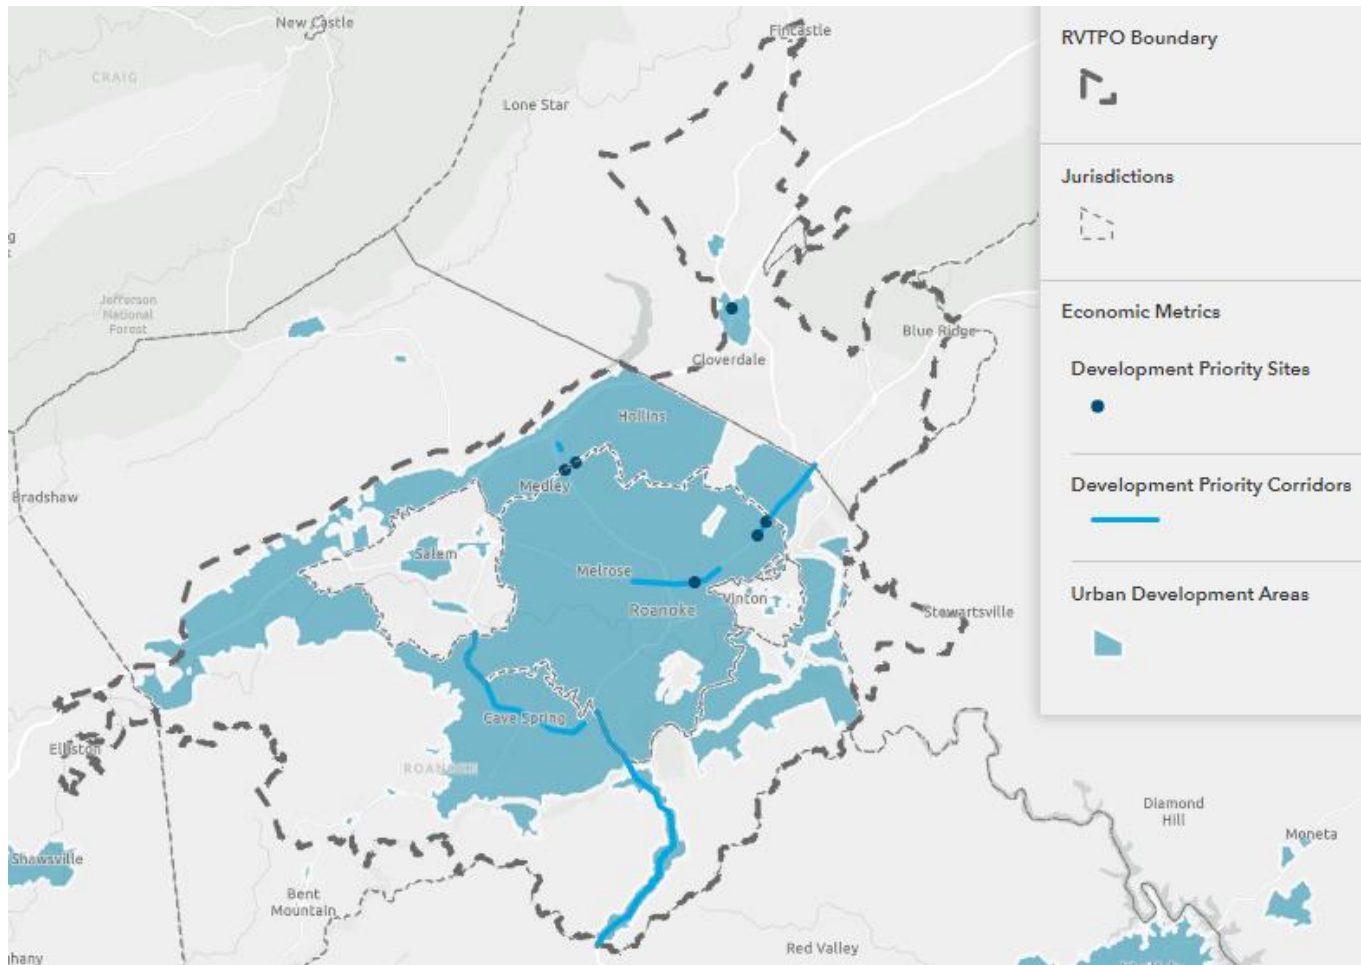 New Castle
Fincastle
CRAIG
Lone Star
Jefferson
National
Forest
Blue Ridge
Cloverdale
Hollins
Bradshaw
Medley
Salem
Melrose
Vinton
Roanoke
Stewartsville
Cave Spring
Elliston
ROANOKE
Diamond
Hill
Moneta
Shawsville
Bent
Mountain
Red Valley
RVTPO Boundary
Jurisdictions
Economic Metrics
Development Priority Sites
Development Priority Corridors
Urban Development Areas